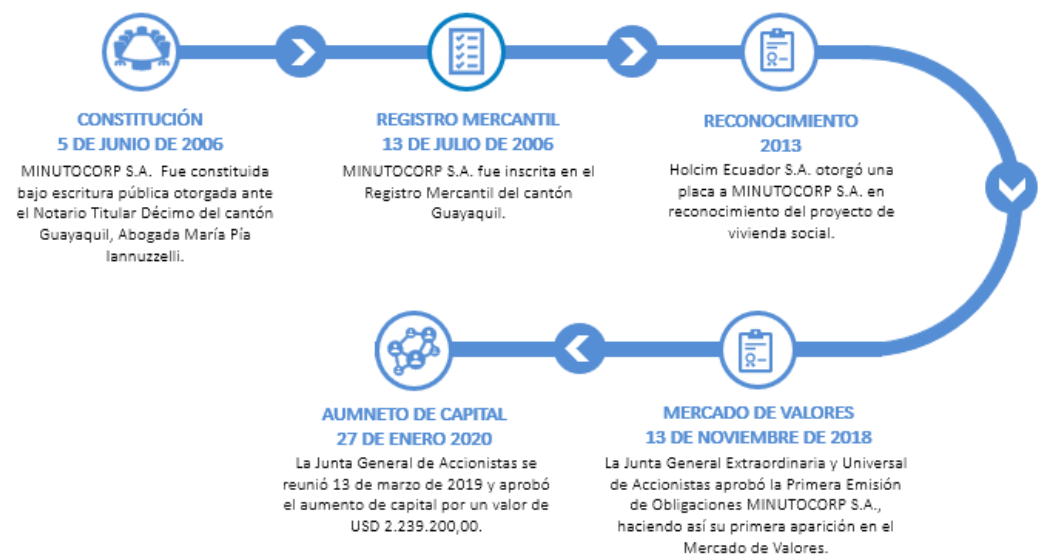 CONSTITUCIÓN
5 DE JUNIO DE 2006
MINUTOCORP S.A. Fue constituida
bajo escritura pública otorgada ante
el Notario Titular Décimo del cantón
Guayaquil, Abogada María Pía
Iannuzzelli.
REGISTRO MERCANTIL
13 DE JULIO DE 2006
MINUTOCORP S.A. fue inscrita en el
Registro Mercantil del cantón
Guayaquil.
RECONOCIMIENTO
2013
Holcim Ecuador S.A. otorgó una
placa a MINUTOCORP S.A. en
reconocimiento del proyecto de
vivienda social.
MERCADO DE VALORES
13 DE NOVIEMBRE DE 2018
La Junta General Extraordinaria y Universal
de Accionistas aprobó la Primera Emisión
de Obligaciones MINUTOCORP S.A.,
haciendo así su primera aparición en el
Mercado de Valores.
AUMNETO DE CAPITAL
27 DE ENERO 2020
La Junta General de Accionistas se
reunió 13 de marzo de 2019 y aprobó
el aumento de capital por un valor de
USD 2.239.200,00.